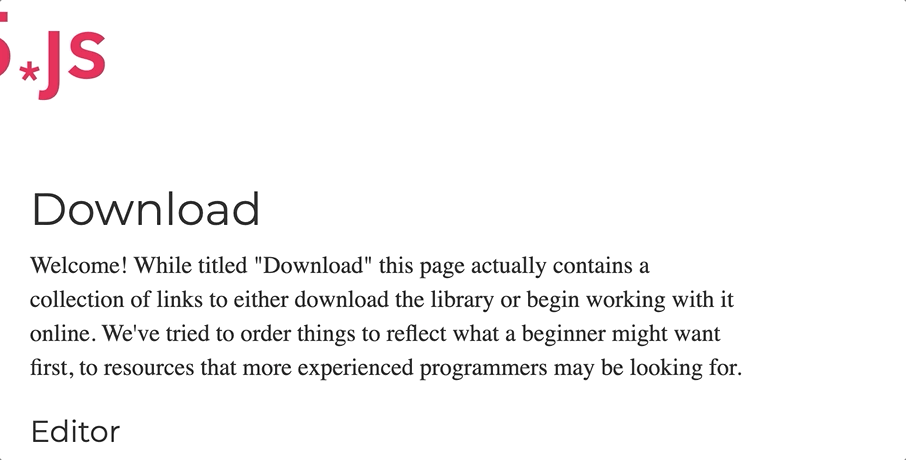 5*JS
Download
Welcome! While titled "Download" this page actually contains a
collection of links to either download the library or begin working with it
online. We've tried to order things to reflect what a beginner might want
first, to resources that more experienced programmers may be looking for.
Editor